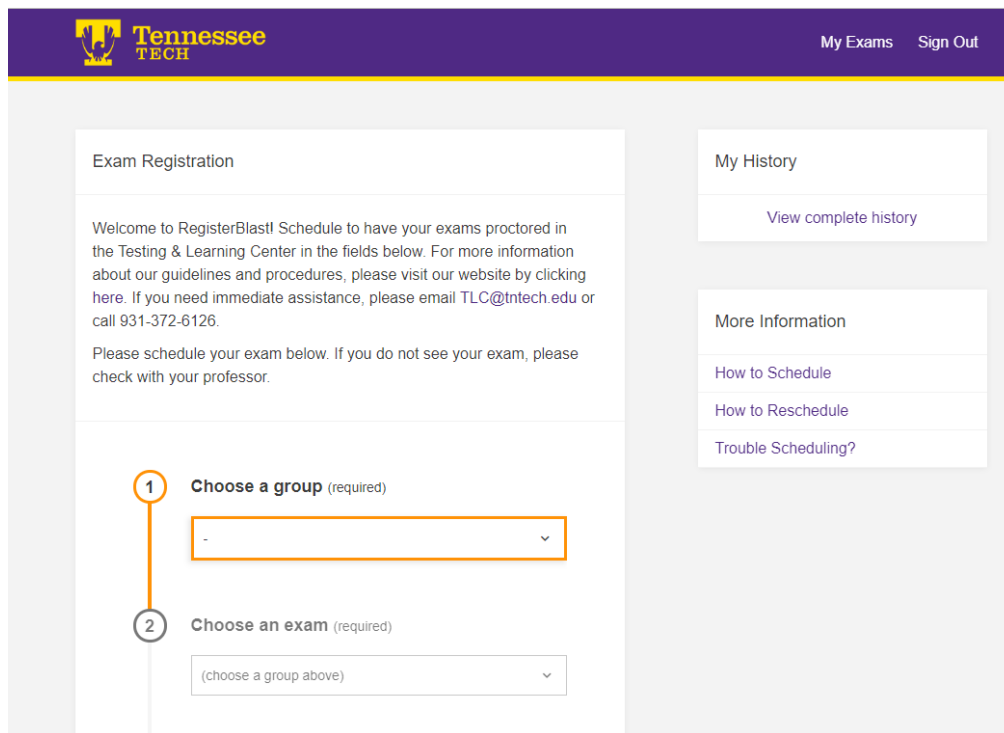 Tennessee
TECH
My Exams Sign Out
Exam Registration
Welcome to RegisterBlast! Schedule to have your exams proctored in
the Testing & Learning Center in the fields below. For more information
about our guidelines and procedures, please visit our website by clicking
here. If you need immediate assistance, please email TLC@tntech.edu or
call 931-372-6126.
Please schedule your exam below. If you do not see your exam, please
check with your professor.
1 Choose a group (required)
-
2 Choose an exam (required)
(choose a group above)
My History
View complete history
More Information
How to Schedule
How to Reschedule
Trouble Scheduling?